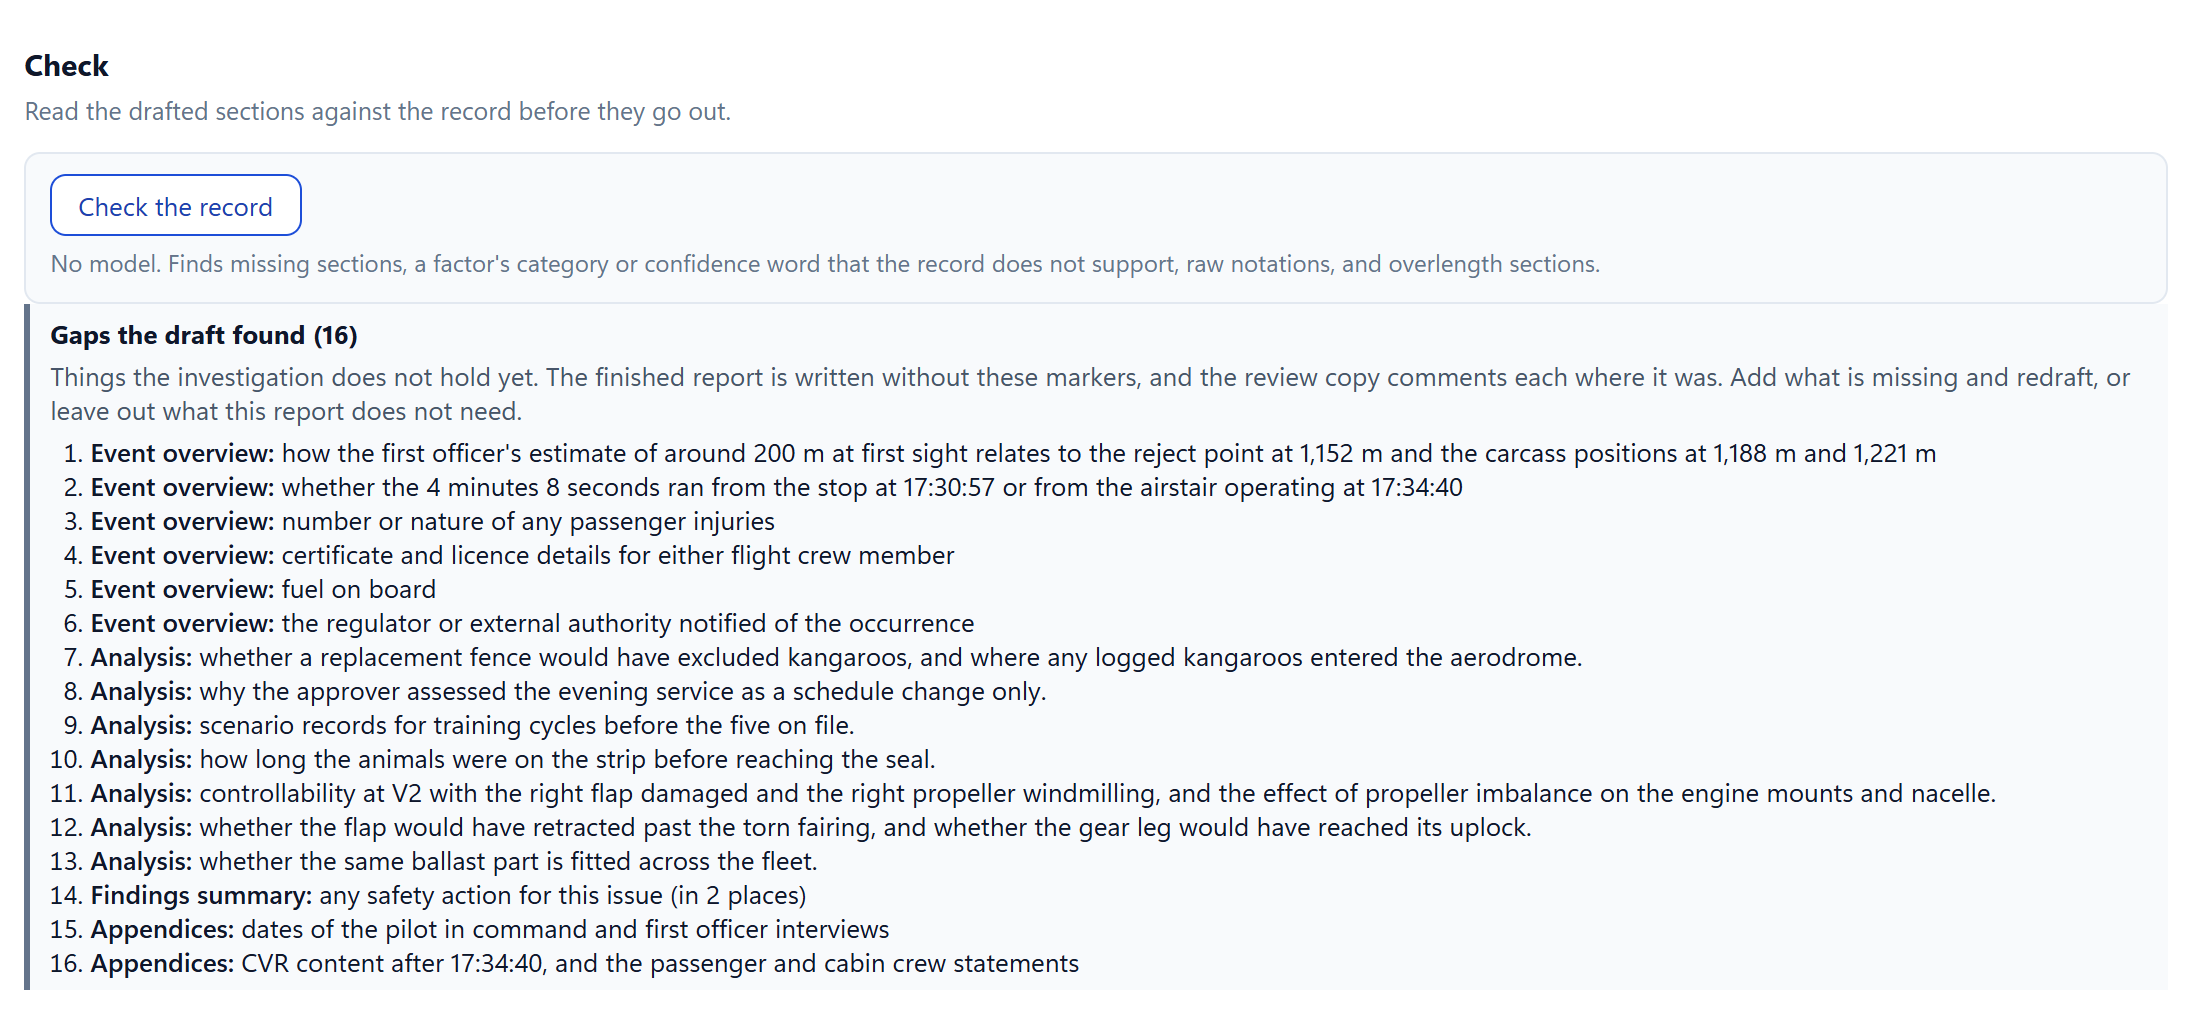 Check
Read the drafted sections against the record before they go out.
Check the record
No model. Finds missing sections, a factor's category or confidence word that the record does not support, raw notations, and overlength sections.
Gaps the draft found (16)
Things the investigation does not hold yet. The finished report is written without these markers, and the review copy comments each where it was. Add what is missing and redraft, or
leave out what this report does not need.
1. Event overview: how the first officer's estimate of around 200 m at first sight relates to the reject point at 1,152 m and the carcass positions at 1,188 m and 1,221 m
2. Event overview: whether the 4 minutes 8 seconds ran from the stop at 17:30:57 or from the airstair operating at 17:34:40
3. Event overview: number or nature of any passenger injuries
4. Event overview: certificate and licence details for either flight crew member
5. Event overview: fuel on board
6. Event overview: the regulator or external authority notified of the occurrence
7. Analysis: whether a replacement fence would have excluded kangaroos, and where any logged kangaroos entered the aerodrome.
8. Analysis: why the approver assessed the evening service as a schedule change only.
9. Analysis: scenario records for training cycles before the five on file.
10. Analysis: how long the animals were on the strip before reaching the seal.
11. Analysis: controllability at V2 with the right flap damaged and the right propeller windmilling, and the effect of propeller imbalance on the engine mounts and nacelle.
12. Analysis: whether the flap would have retracted past the torn fairing, and whether the gear leg would have reached its uplock.
13. Analysis: whether the same ballast part is fitted across the fleet.
14. Findings summary: any safety action for this issue (in 2 places)
15. Appendices: dates of the pilot in command and first officer interviews
16. Appendices: CVR content after 17:34:40, and the passenger and cabin crew statements